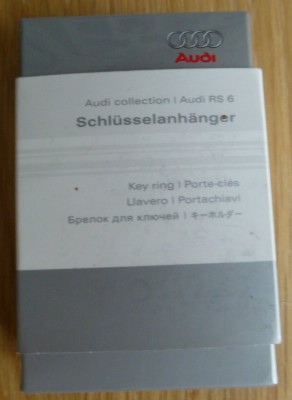 Audi
Audi collection | Audi RS 6
Schlüsselanhänger
Key ring | Porte-clés
Llavero | Portachiavi
Брелок для ключей | キーホルダー